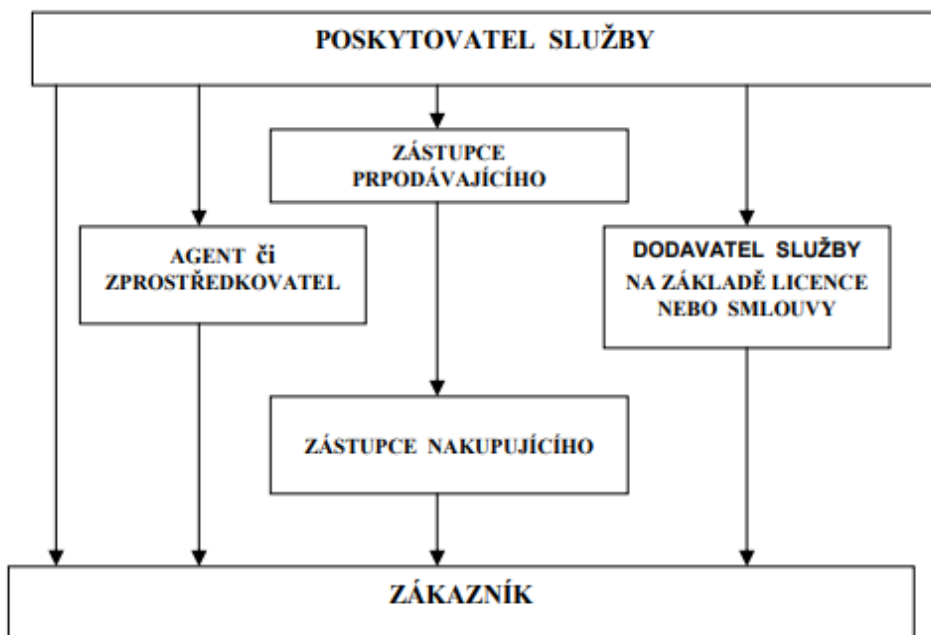 POSKYTOVATEL SLUŽBY
ZÁSTUPCE
PRPODÁVAJÍCÍHO
AGENT či
ZPROSTŘEDKOVATEL
DODAVATEL SLUŽBY
NA ZÁKLADĚ LICENCE
NEBO SMLOUVY
ZÁSTUPCE NAKUPUJÍCÍHO
ZÁKAZNÍK